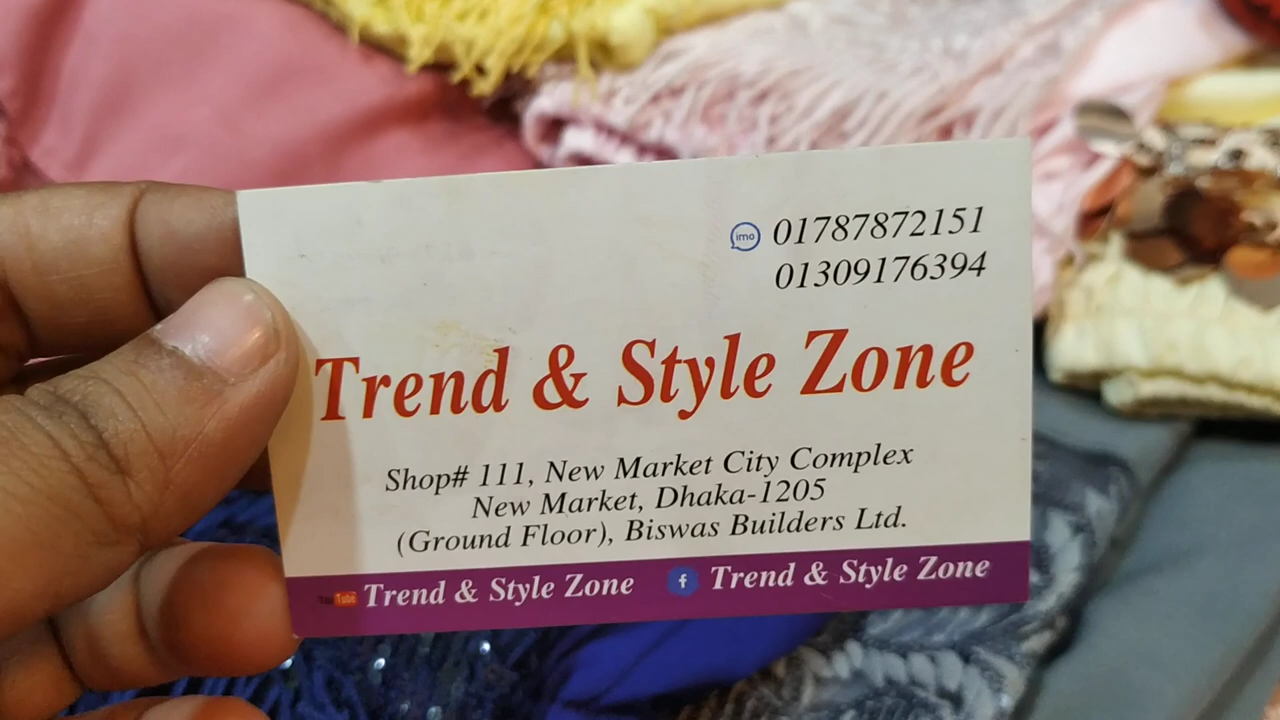 imo 01787872151
01309176394
Trend & Style Zone
Shop# 111, New Market City Complex
New Market, Dhaka-1205
(Ground Floor), Biswas Builders Ltd.
YouTube Trend & Style Zone f Trend & Style Zone